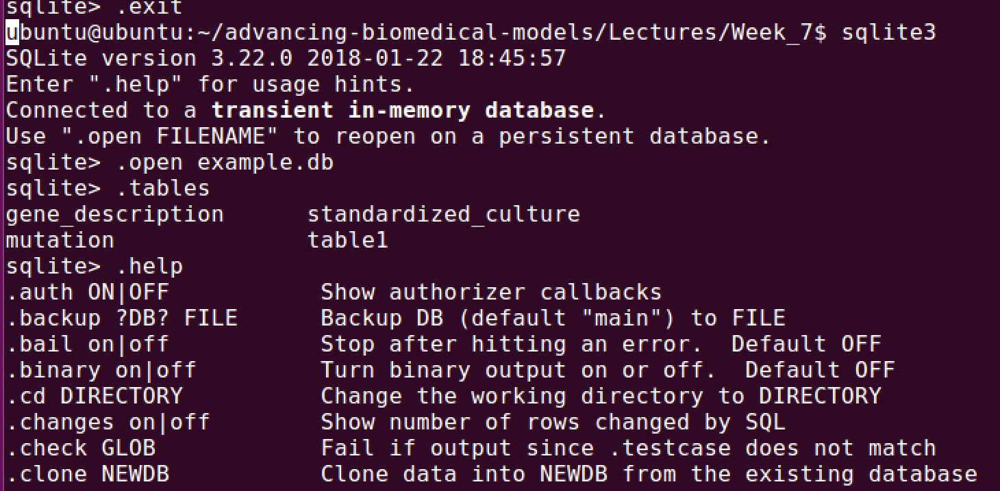 sqlite> .exit
ubuntu@ubuntu:~/advancing-biomedical-models/Lectures/Week_7$ sqlite3
SQLite version 3.22.0 2018-01-22 18:45:57
Enter ".help" for usage hints.
Connected to a transient in-memory database.
Use ".open FILENAME" to reopen on a persistent database.
sqlite> .open example.db
sqlite> .tables
gene_description      standardized_culture
mutation              table1
sqlite> .help
.auth ON|OFF           Show authorizer callbacks
.backup ?DB? FILE      Backup DB (default "main") to FILE
.bail on|off           Stop after hitting an error.  Default OFF
.binary on|off         Turn binary output on or off.  Default OFF
.cd DIRECTORY          Change the working directory to DIRECTORY
.changes on|off        Show number of rows changed by SQL
.check GLOB            Fail if output since .testcase does not match
.clone NEWDB           Clone data into NEWDB from the existing database